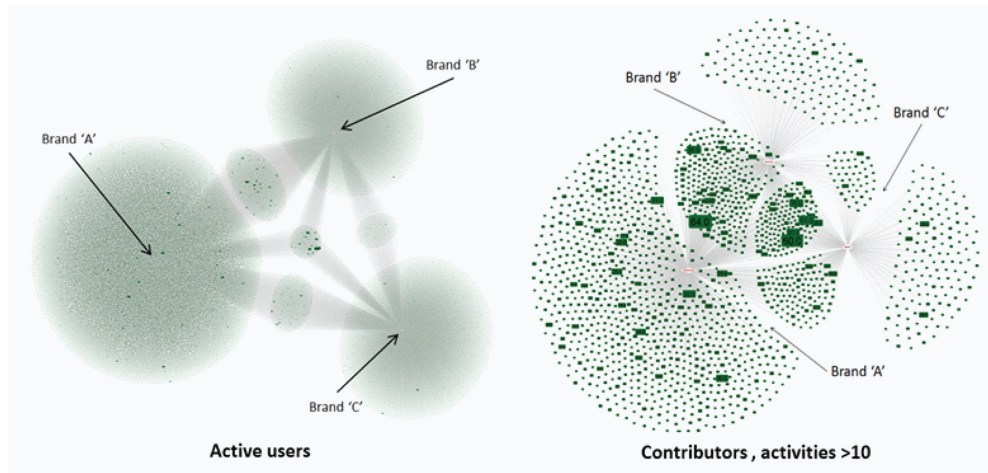 Brand 'B'
Brand 'A'
Brand 'C'
Active users
Brand 'B'
Brand 'C'
Brand 'A'
Contributors , activities >10